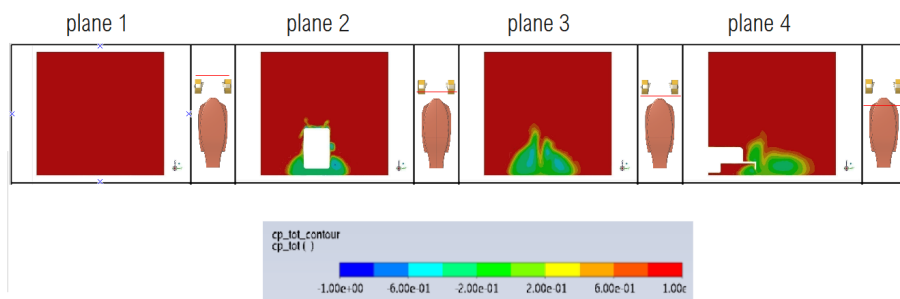 plane 1
plane 2
plane 3
plane 4
cp_tot_contour
cp_tot ( )
-1.00e+00 -6.00e-01 -2.00e-01 2.00e-01 6.00e-01 1.00